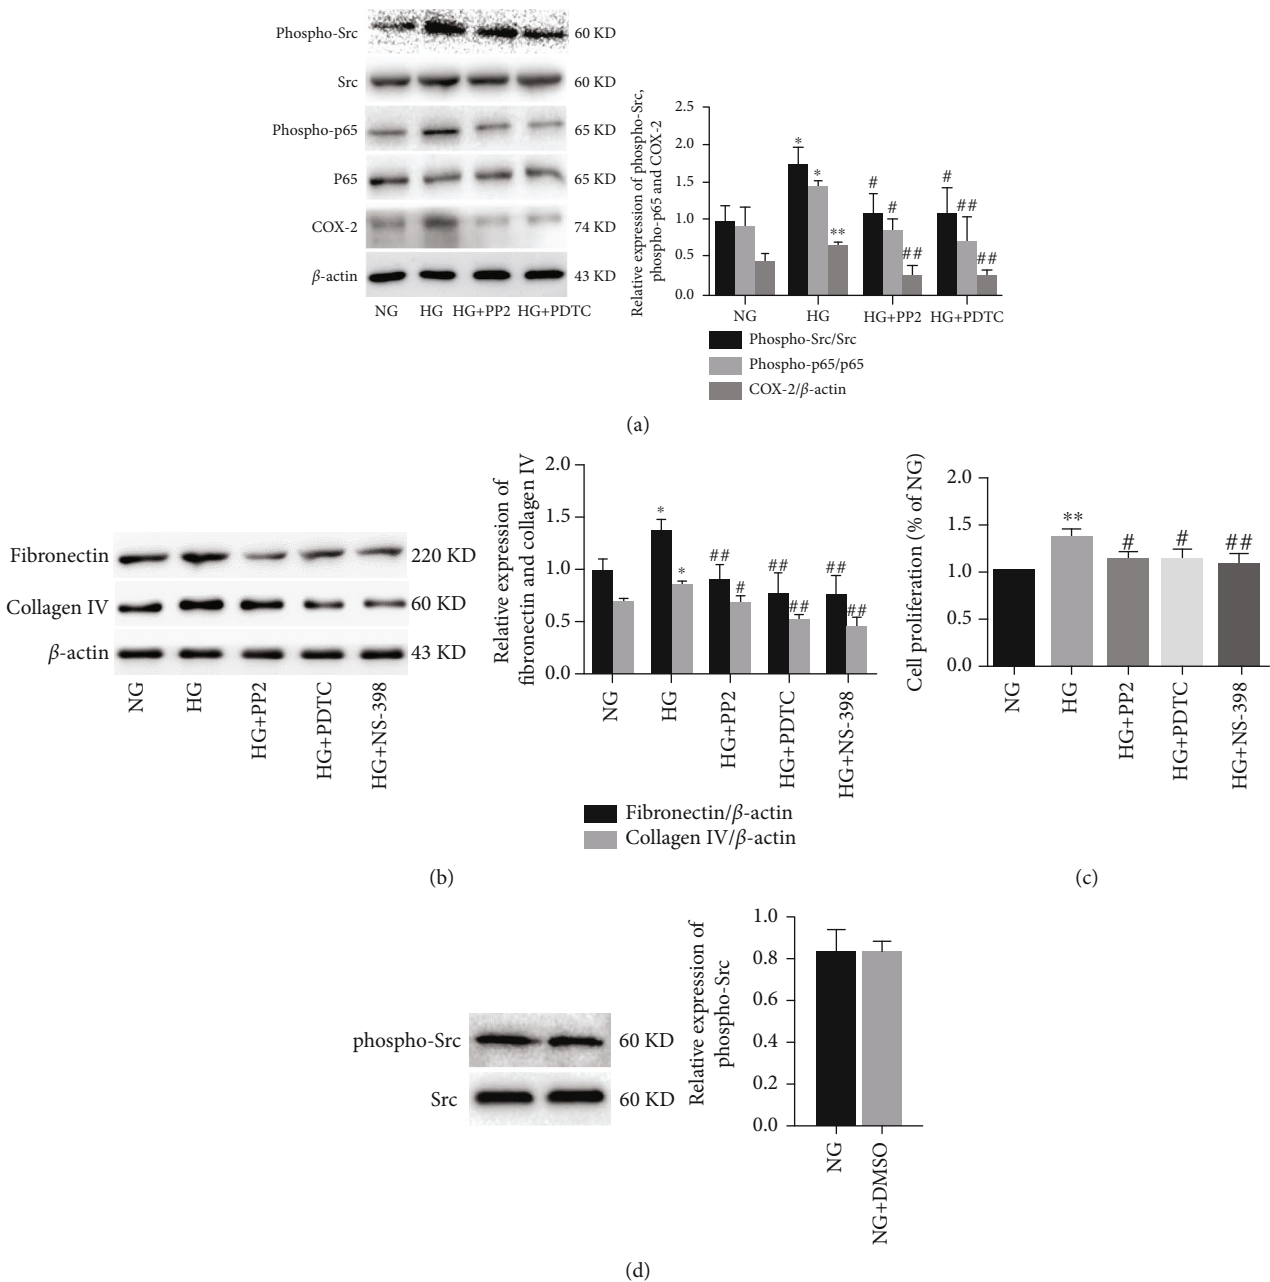 Phospho-Src 60 KD
Src 60 KD
Phospho-p65 65 KD
P65 65 KD
COX-2 74 KD
β-actin 43 KD
NG HG HG+PP2 HG+PDTC
Relative expression of phospho-Src,
phospho-p65 and COX-2
2.5
2.0
1.5
1.0
0.5
0.0
* * **
# # ##
# ## ##
NG HG HG+PP2 HG+PDTC
Phospho-Src/Src
Phospho-p65/p65
COX-2/β-actin
(a)
Fibronectin 220 KD
Collagen IV 60 KD
β-actin 43 KD
NG HG HG+PP2 HG+PDTC HG+NS-398
Relative expression of
fibronectin and collagen IV
2.0
1.5
1.0
0.5
0.0
* *
## #
## ##
## ##
NG HG HG+PP2 HG+PDTC HG+NS-398
Fibronectin/β-actin
Collagen IV/β-actin
(b)
Cell proliferation (% of NG)
2.0
1.5
1.0
0.5
0.0
** # # ##
NG HG HG+PP2 HG+PDTC HG+NS-398
(c)
phospho-Src 60 KD
Src 60 KD
Relative expression of
phospho-Src
1.0
0.8
0.6
0.4
0.2
0.0
NG NG+DMSO
(d)